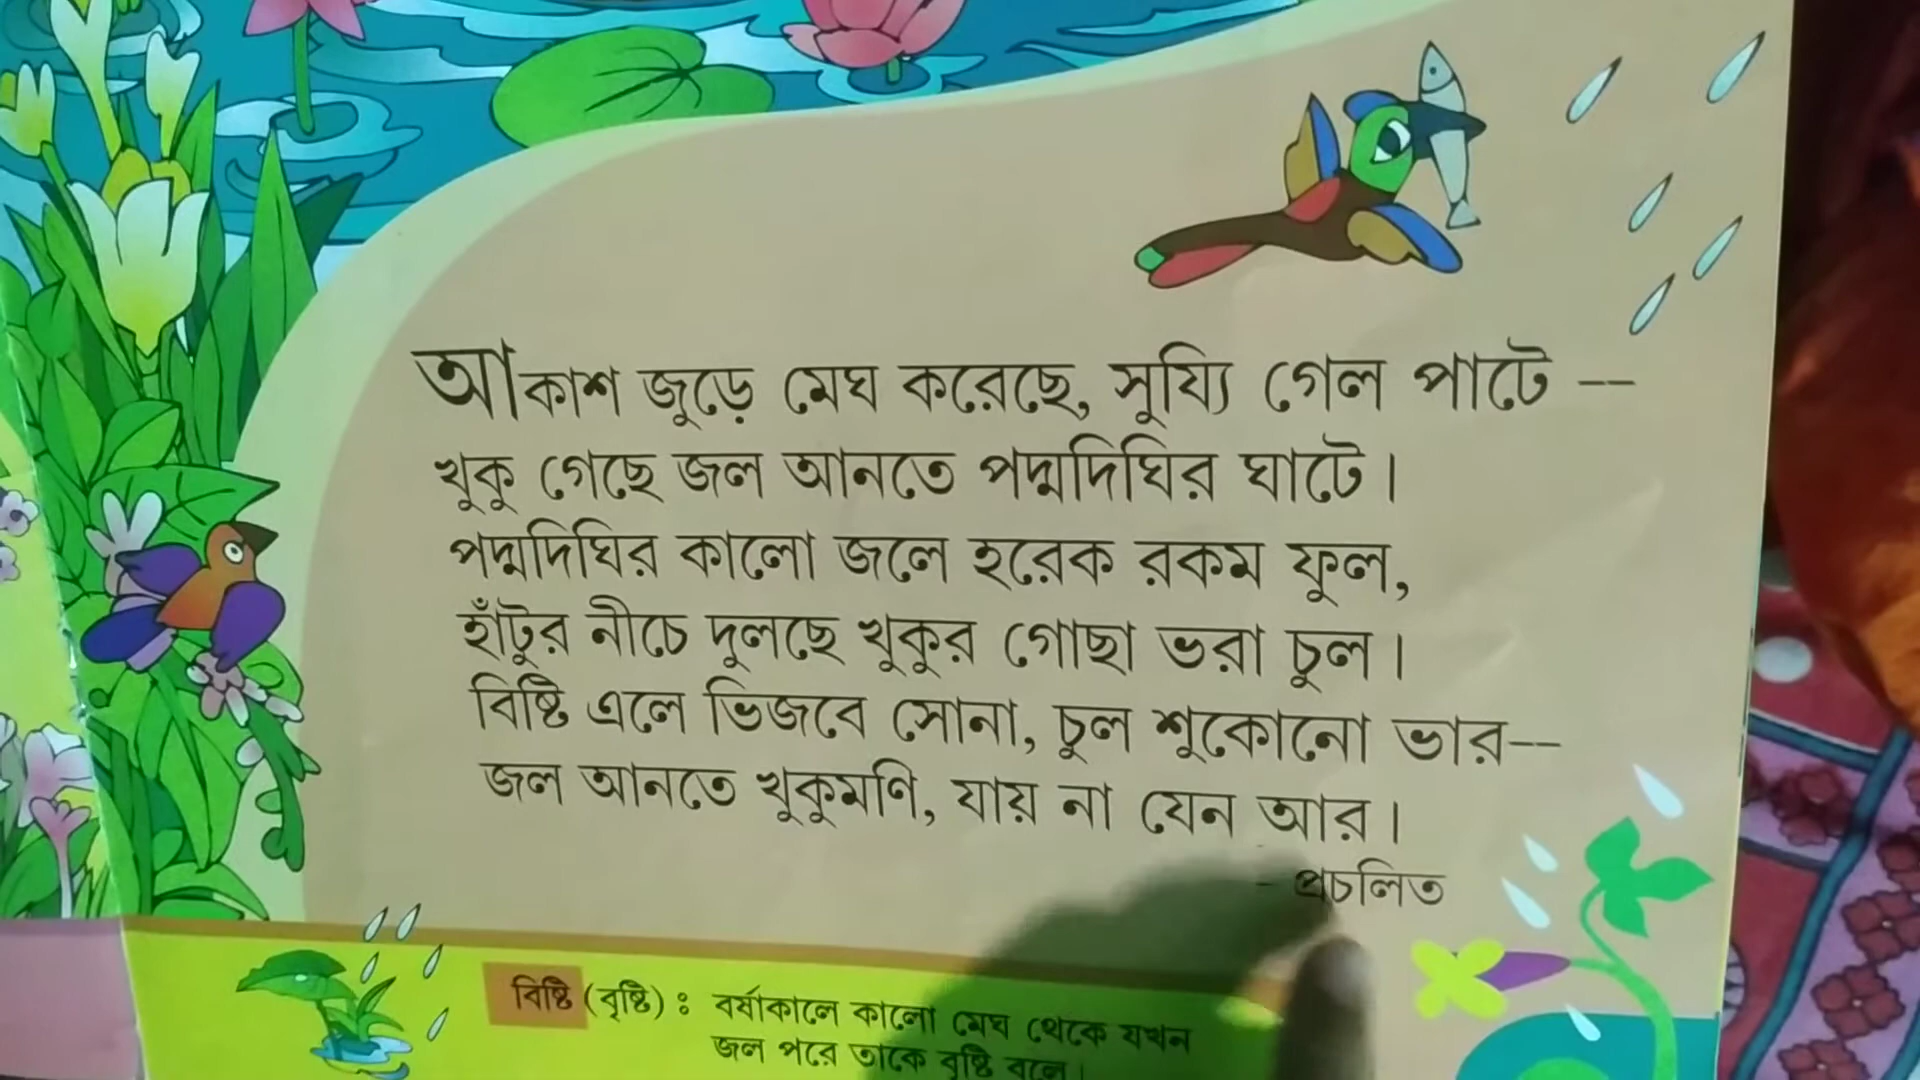 আকাশ জুড়ে মেঘ করেছে, সুয্যি গেল পাটে --
খুকু গেছে জল আনতে পদ্মদিঘির ঘাটে।
পদ্মদিঘির কালো জলে হরেক রকম ফুল,
হাঁটুর নীচে দুলছে খুকুর গোছা ভরা চুল।
বিষ্টি এলে ভিজবে সোনা, চুল শুকোনো ভার--
জল আনতে খুকুমণি, যায় না যেন আর।
- প্রচলিত
বিষ্টি (বৃষ্টি) : বর্ষাকালে কালো মেঘ থেকে যখন
জল পরে তাকে বৃষ্টি বলে।